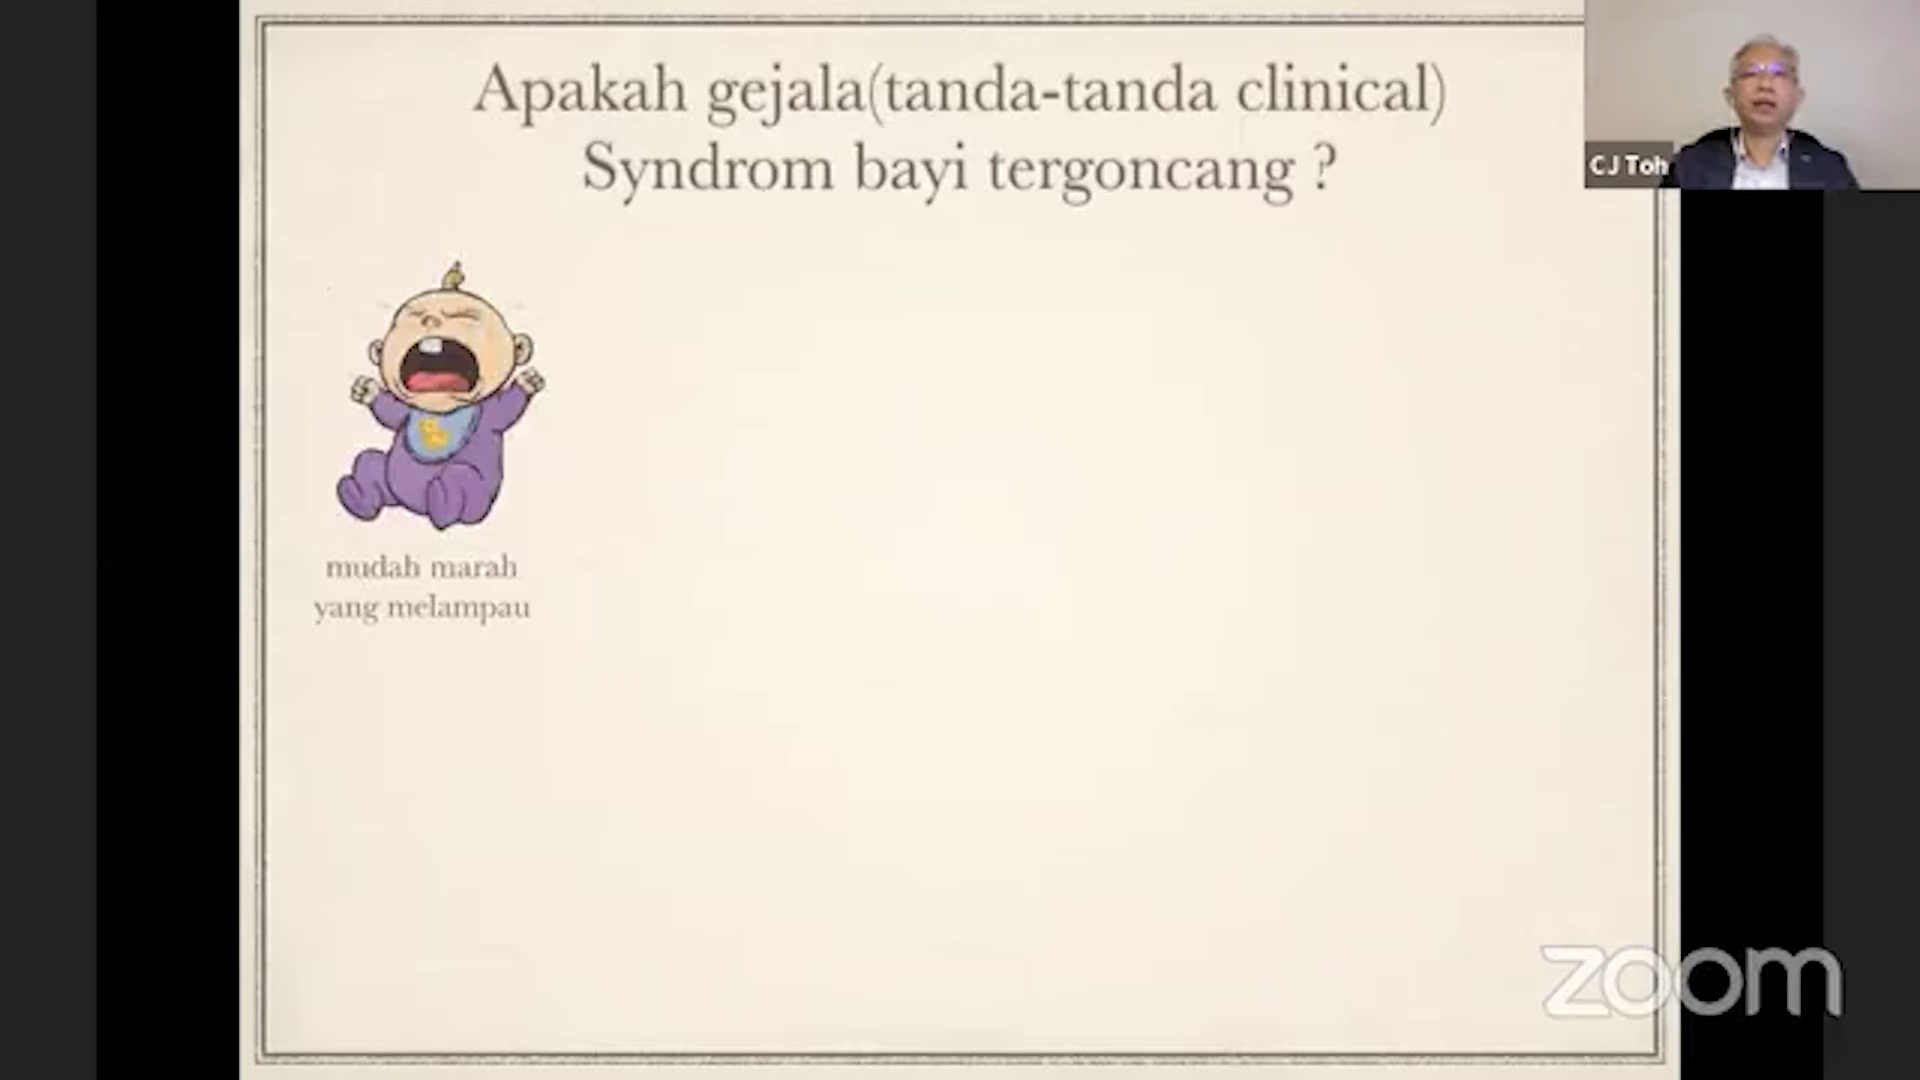 Apakah gejala(tanda-tanda clinical)
Syndrom bayi tergoncang ?
CJ Toh
mudah marah
yang melampau
zoom